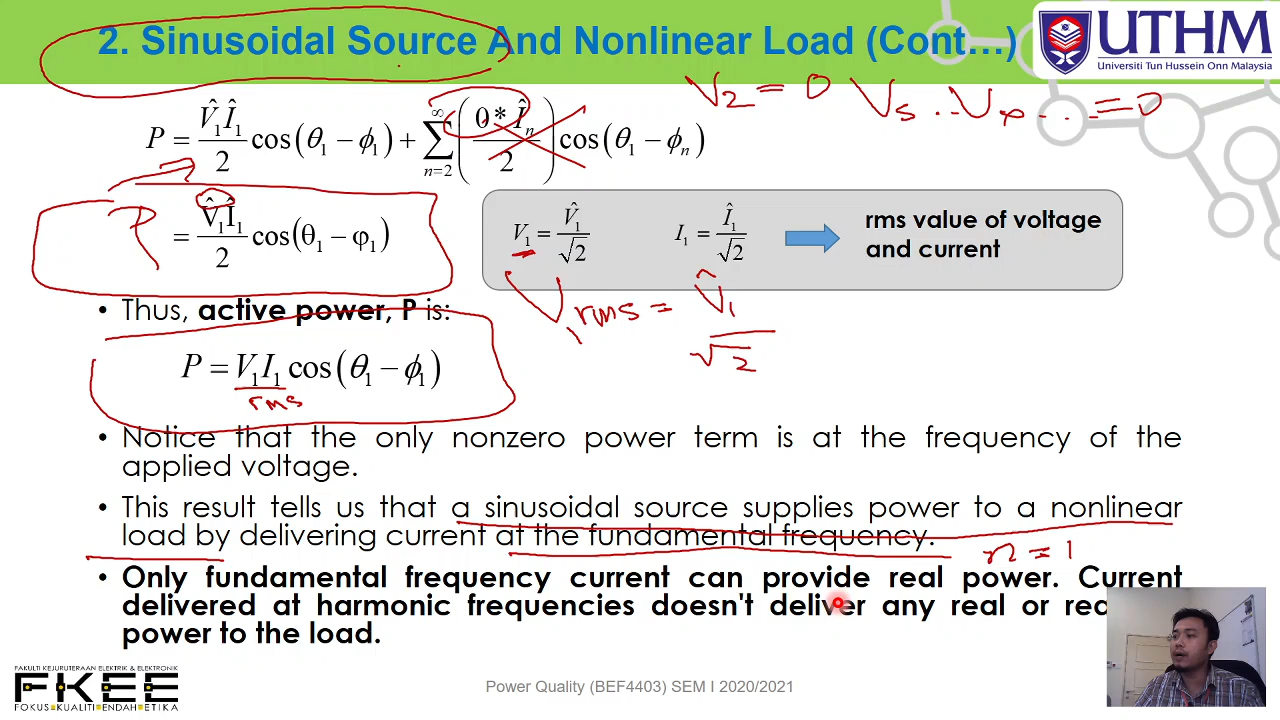 2. Sinusoidal Source And Nonlinear Load (Cont…)
UTHM
Universiti Tun Hussein Onn Malaysia
V2 = 0 V5 ... V∞ ... = 0
P = V̂₁Î₁/2 cos(θ₁ − ϕ₁) + ∑ n=2 ∞ (0* Îₙ/2) cos(θ₁ − ϕₙ)
P = V̂₁Î₁/2 cos(θ₁ − φ₁)
V₁ = V̂₁/√2 I₁ = Î₁/√2
rms value of voltage
and current
V₁rms = V̂₁/√2
• Thus, active power, P is:
P = V₁I₁ cos(θ₁ − ϕ₁)
rms
• Notice that the only nonzero power term is at the frequency of the
applied voltage.
• This result tells us that a sinusoidal source supplies power to a nonlinear
load by delivering current at the fundamental frequency.
n = 1
• Only fundamental frequency current can provide real power. Current
delivered at harmonic frequencies doesn't deliver any real or
power to the load.
FAKULTI KEJURUTERAAN ELEKTRIK & ELEKTRONIK
FKEE
FOKUS • KUALITI • ENDAH • ETIKA
Power Quality (BEF4403) SEM I 2020/2021